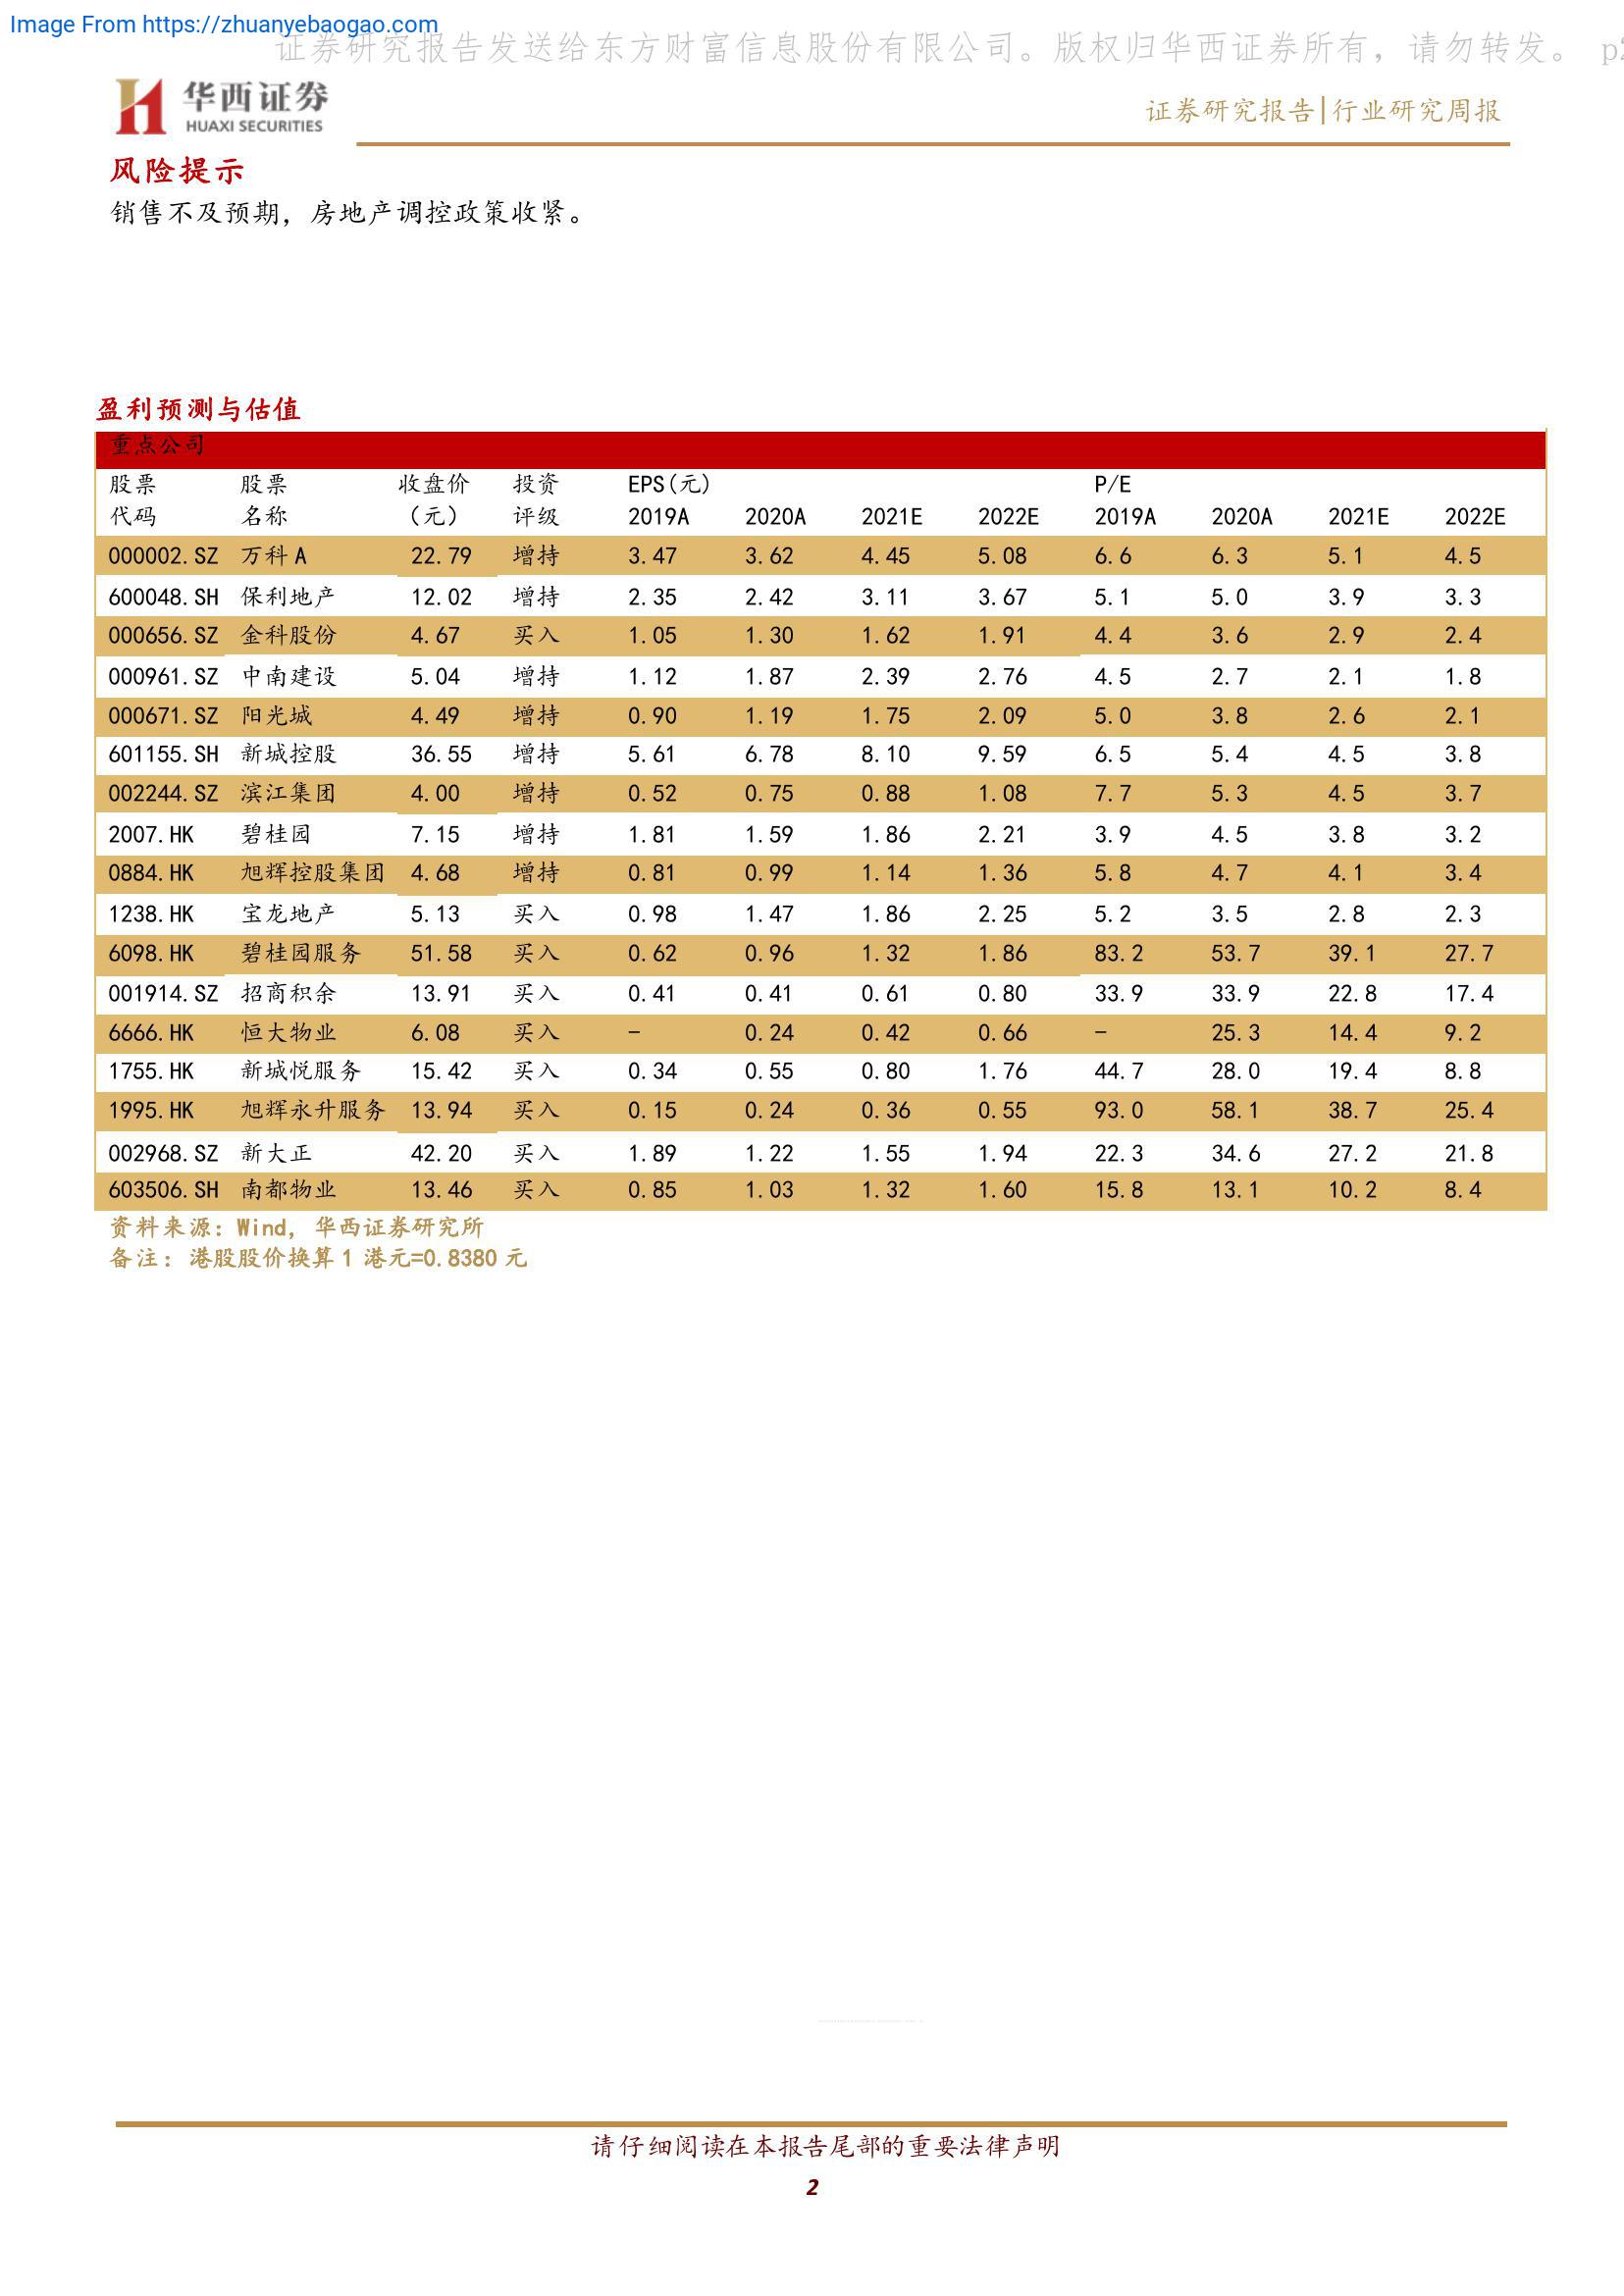 Image From https://zhuanyebaogao.com
证券研究报告发送给东方财富信息股份有限公司。版权归华西证券所有，请勿转发。 p2
华西证券
HUAXI SECURITIES
证券研究报告|行业研究周报
风险提示
销售不及预期，房地产调控政策收紧。
盈利预测与估值
重点公司
股票 股票 收盘价 投资 EPS(元) P/E
代码 名称 （元） 评级 2019A 2020A 2021E 2022E 2019A 2020A 2021E 2022E
000002.SZ 万科A 22.79 增持 3.47 3.62 4.45 5.08 6.6 6.3 5.1 4.5
600048.SH 保利地产 12.02 增持 2.35 2.42 3.11 3.67 5.1 5.0 3.9 3.3
000656.SZ 金科股份 4.67 买入 1.05 1.30 1.62 1.91 4.4 3.6 2.9 2.4
000961.SZ 中南建设 5.04 增持 1.12 1.87 2.39 2.76 4.5 2.7 2.1 1.8
000671.SZ 阳光城 4.49 增持 0.90 1.19 1.75 2.09 5.0 3.8 2.6 2.1
601155.SH 新城控股 36.55 增持 5.61 6.78 8.10 9.59 6.5 5.4 4.5 3.8
002244.SZ 滨江集团 4.00 增持 0.52 0.75 0.88 1.08 7.7 5.3 4.5 3.7
2007.HK 碧桂园 7.15 增持 1.81 1.59 1.86 2.21 3.9 4.5 3.8 3.2
0884.HK 旭辉控股集团 4.68 增持 0.81 0.99 1.14 1.36 5.8 4.7 4.1 3.4
1238.HK 宝龙地产 5.13 买入 0.98 1.47 1.86 2.25 5.2 3.5 2.8 2.3
6098.HK 碧桂园服务 51.58 买入 0.62 0.96 1.32 1.86 83.2 53.7 39.1 27.7
001914.SZ 招商积余 13.91 买入 0.41 0.41 0.61 0.80 33.9 33.9 22.8 17.4
6666.HK 恒大物业 6.08 买入 - 0.24 0.42 0.66 - 25.3 14.4 9.2
1755.HK 新城悦服务 15.42 买入 0.34 0.55 0.80 1.76 44.7 28.0 19.4 8.8
1995.HK 旭辉永升服务 13.94 买入 0.15 0.24 0.36 0.55 93.0 58.1 38.7 25.4
002968.SZ 新大正 42.20 买入 1.89 1.22 1.55 1.94 22.3 34.6 27.2 21.8
603506.SH 南都物业 13.46 买入 0.85 1.03 1.32 1.60 15.8 13.1 10.2 8.4
资料来源：Wind，华西证券研究所
备注：港股股价换算1港元=0.8380元
请仔细阅读在本报告尾部的重要法律声明
2